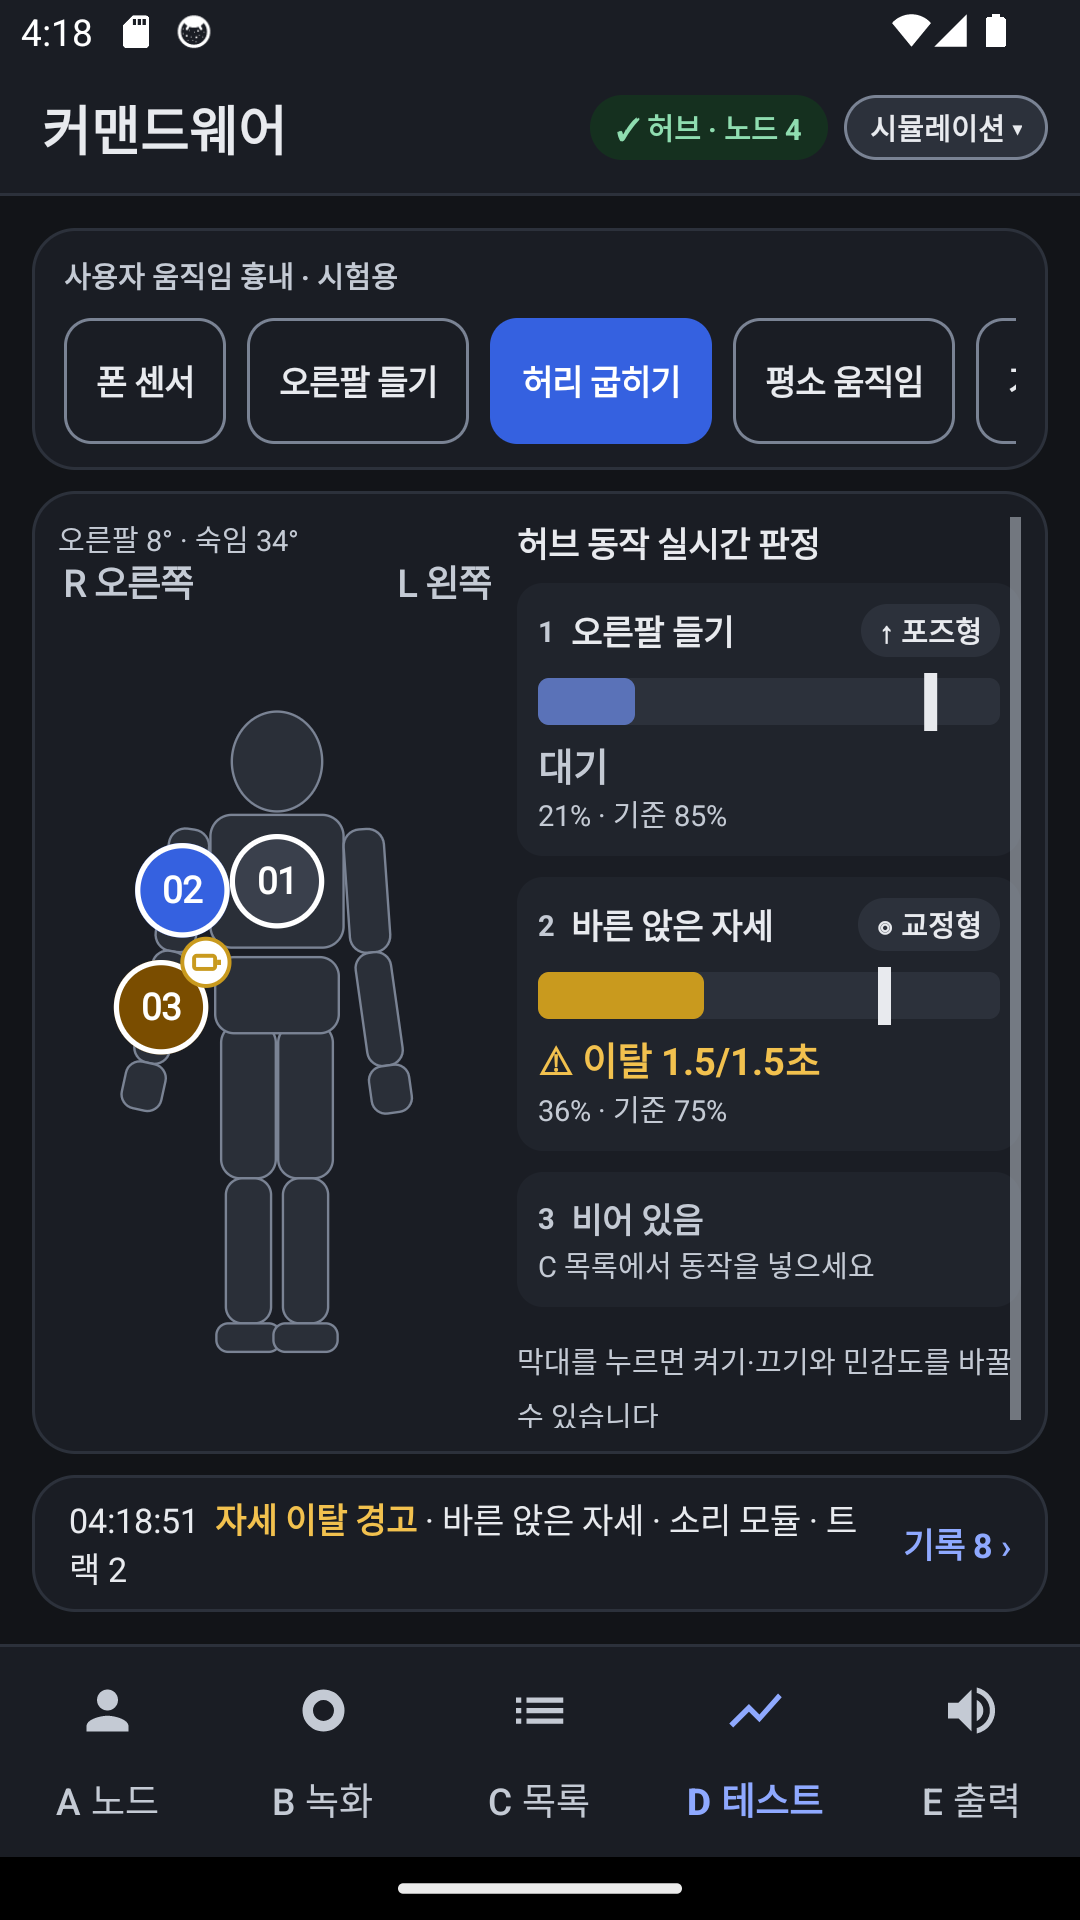 4:18
커맨드웨어
✓ 허브 · 노드 4
시뮬레이션 ▾
사용자 움직임 흉내 · 시험용
폰 센서
오른팔 들기
허리 굽히기
평소 움직임
오른팔 8° · 숙임 34°
R 오른쪽
L 왼쪽
01
02
03
허브 동작 실시간 판정
1 오른팔 들기
↑ 포즈형
대기
21% · 기준 85%
2 바른 앉은 자세
◎ 교정형
⚠ 이탈 1.5/1.5초
36% · 기준 75%
3 비어 있음
C 목록에서 동작을 넣으세요
막대를 누르면 켜기·끄기와 민감도를 바꿀
수 있습니다
04:18:51 자세 이탈 경고 · 바른 앉은 자세 · 소리 모듈 · 트
랙 2
기록 8 ›
A 노드
B 녹화
C 목록
D 테스트
E 출력